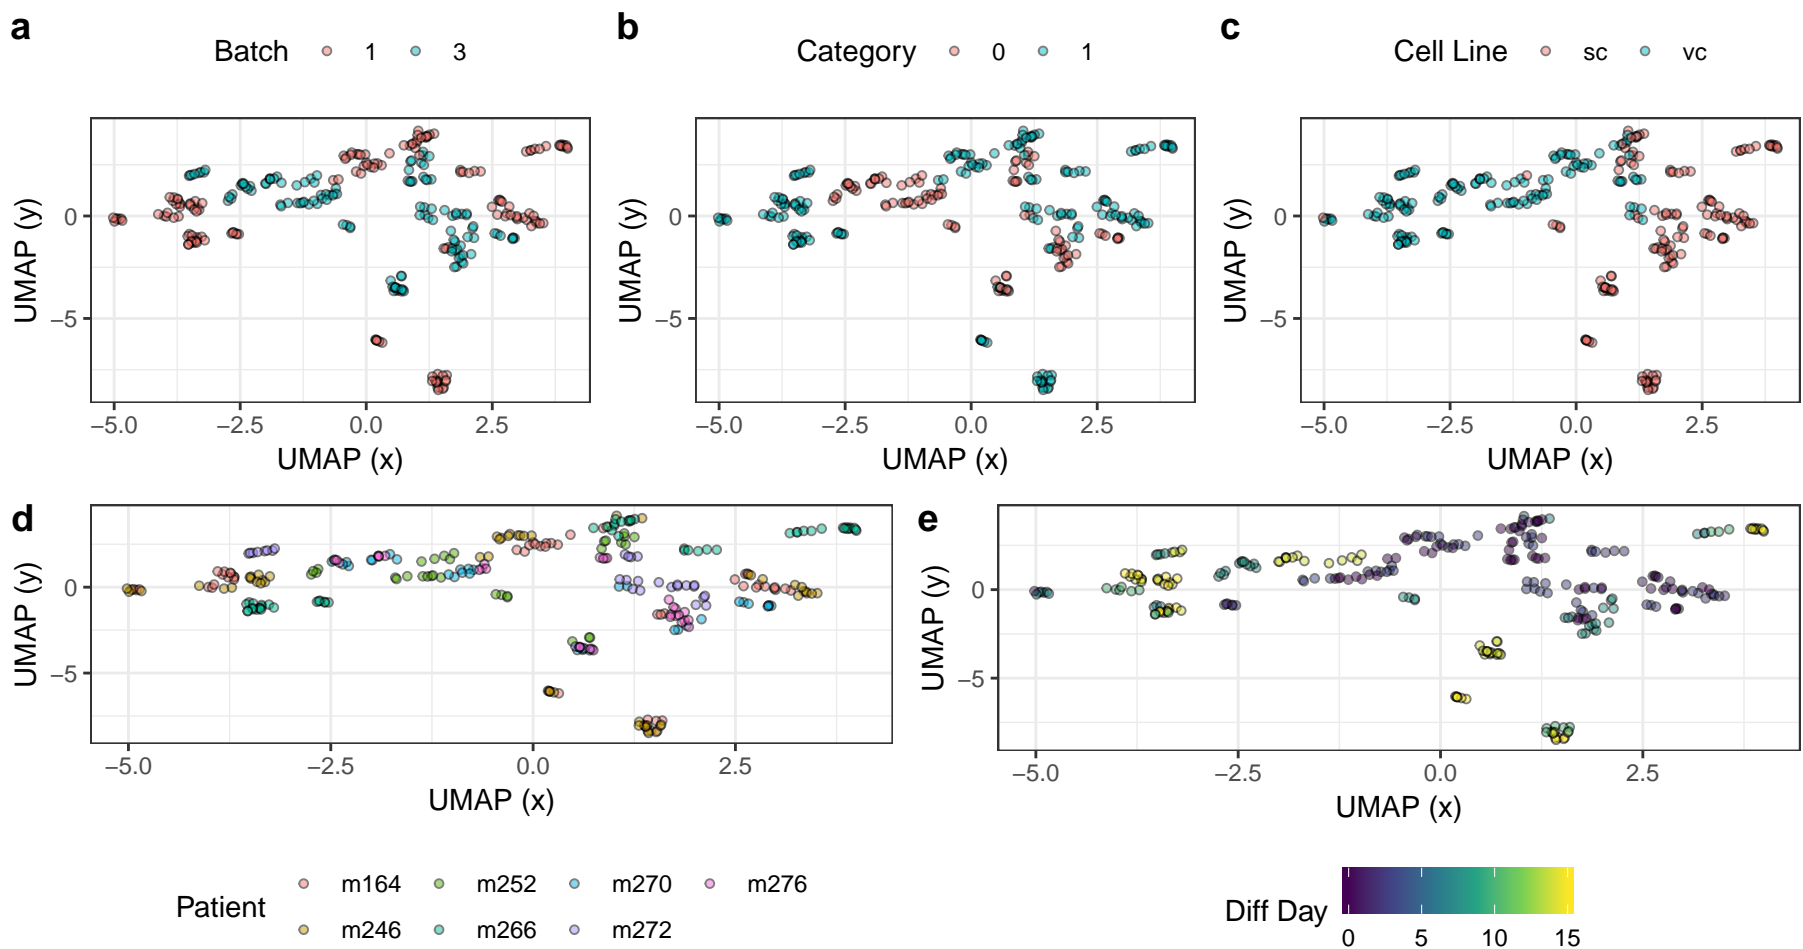 a
b
c
Batch 1 3
Category 0 1
Cell Line sc vc
UMAP (y)
0
−5
−5.0 −2.5 0.0 2.5
UMAP (x)
UMAP (y)
0
−5
−5.0 −2.5 0.0 2.5
UMAP (x)
UMAP (y)
0
−5
−5.0 −2.5 0.0 2.5
UMAP (x)
d
UMAP (y)
0
−5
−5.0 −2.5 0.0 2.5
UMAP (x)
e
UMAP (y)
0
−5
−5.0 −2.5 0.0 2.5
UMAP (x)
Patient
m164 m252 m270 m276
m246 m266 m272
Diff Day
0 5 10 15